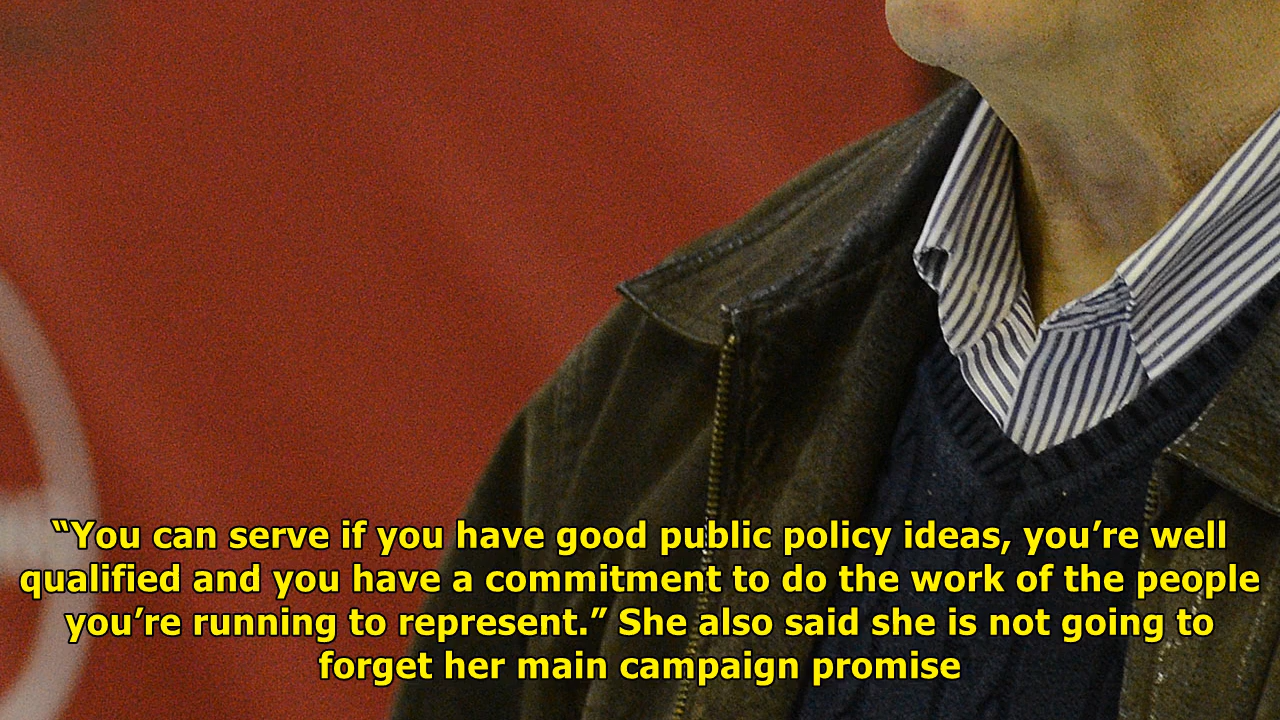 “You can serve if you have good public policy ideas, you’re well
qualified and you have a commitment to do the work of the people
you’re running to represent.” She also said she is not going to
forget her main campaign promise